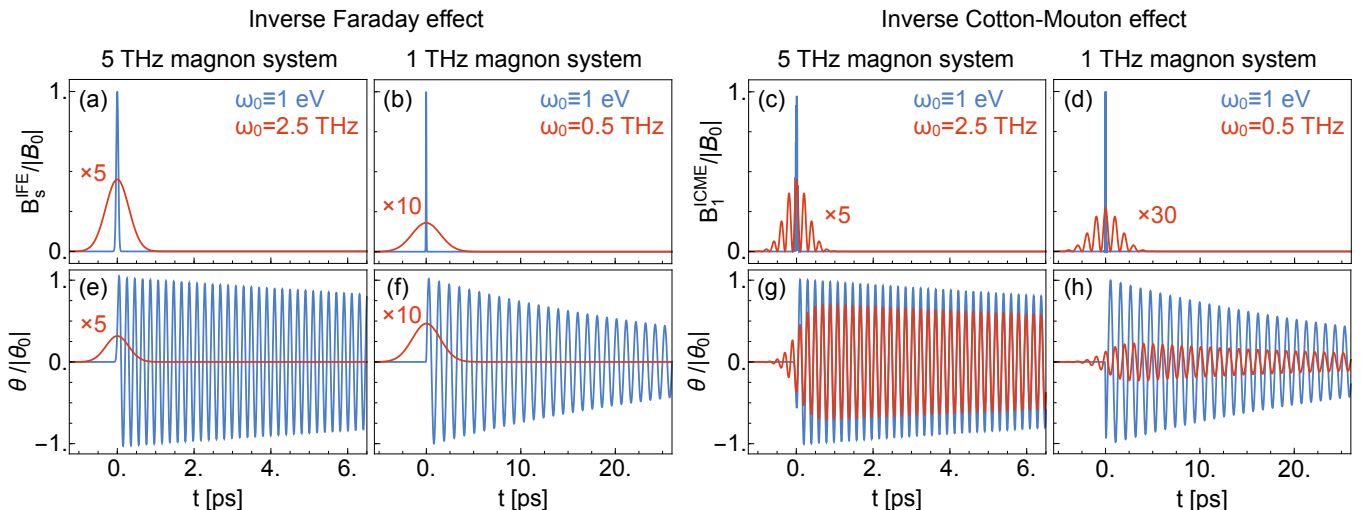 Inverse Faraday effect
Inverse Cotton-Mouton effect
5 THz magnon system
1 THz magnon system
5 THz magnon system
1 THz magnon system
(a)
ω₀≡1 eV
ω₀=2.5 THz
×5
(b)
ω₀≡1 eV
ω₀=0.5 THz
×10
(c)
ω₀≡1 eV
ω₀=2.5 THz
×5
(d)
ω₀≡1 eV
ω₀=0.5 THz
×30
B_s^IFE/|B₀|
1.
0.
B_1^ICME/|B₀|
1.
0.
(e)
×5
(f)
×10
(g)
(h)
θ/|θ₀|
1.
0.
−1.
θ/|θ₀|
1.
0.
−1.
0. 2. 4. 6.
0. 10. 20.
0. 2. 4. 6.
0. 10. 20.
t [ps]
t [ps]
t [ps]
t [ps]